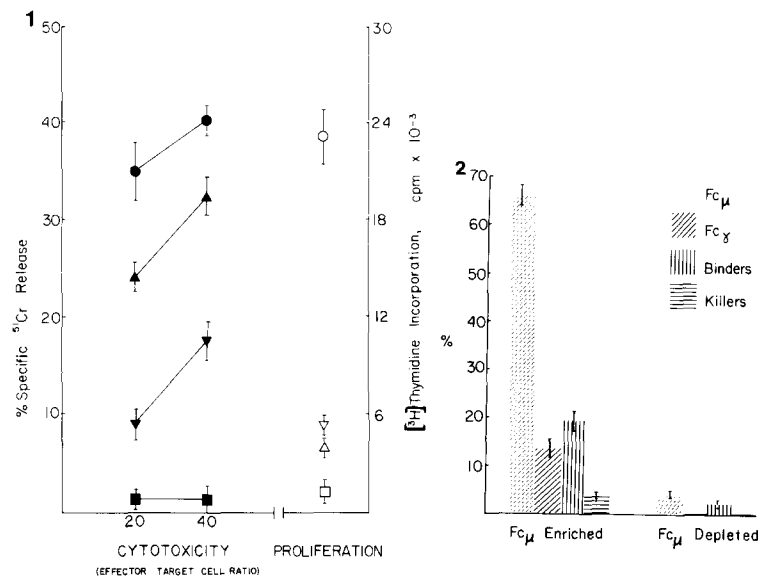 1
50
40
30
20
10
% Specific ⁵¹Cr Release
30
24
18
12
6
[³H]Thymidine Incorporation, cpm x 10⁻³
20 40
CYTOTOXICITY PROLIFERATION
(EFFECTOR TARGET CELL RATIO)
2
70
60
50
40
30
20
10
%
Fcμ
Fcɣ
Binders
Killers
Fcμ Enriched Fcμ Depleted